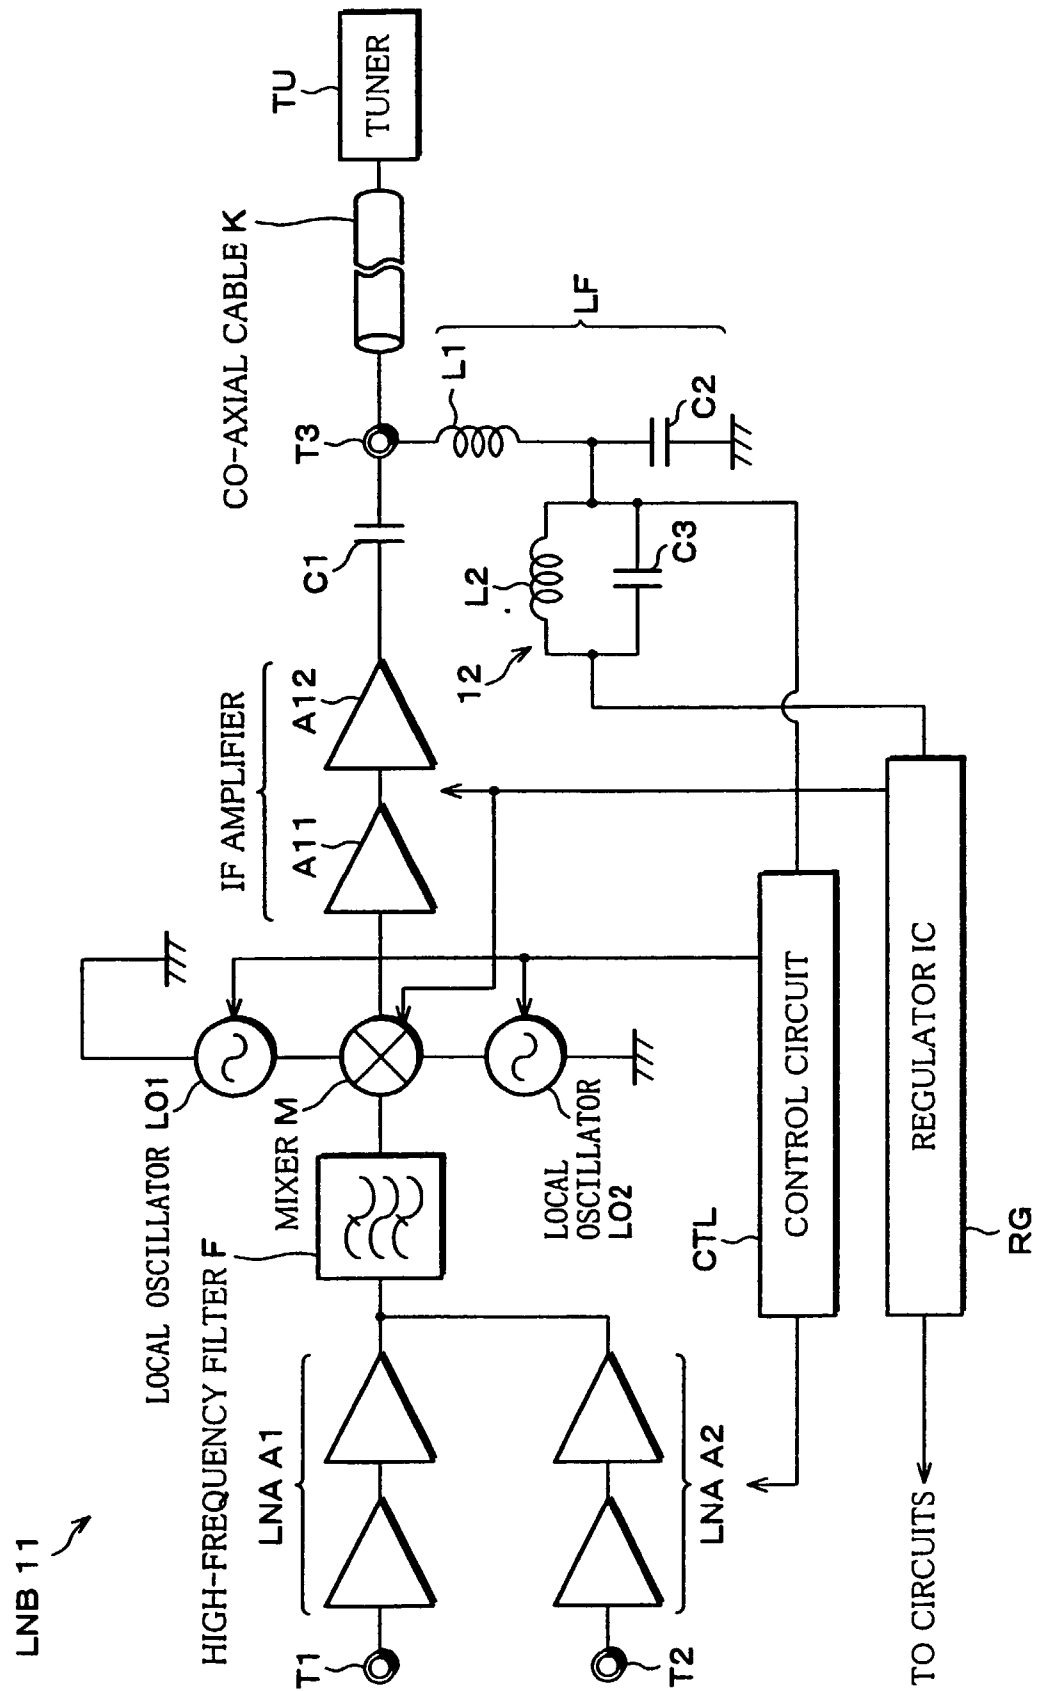 LNB 11
T1
LNA A1
HIGH-FREQUENCY FILTER F
LOCAL OSCILLATOR LO1
MIXER M
IF AMPLIFIER
A11
A12
C1
T3
CO-AXIAL CABLE K
TU
TUNER
T2
LNA A2
LOCAL
OSCILLATOR
LO2
12
L2
C3
L1
C2
LF
CTL
CONTROL CIRCUIT
TO CIRCUITS
RG
REGULATOR IC